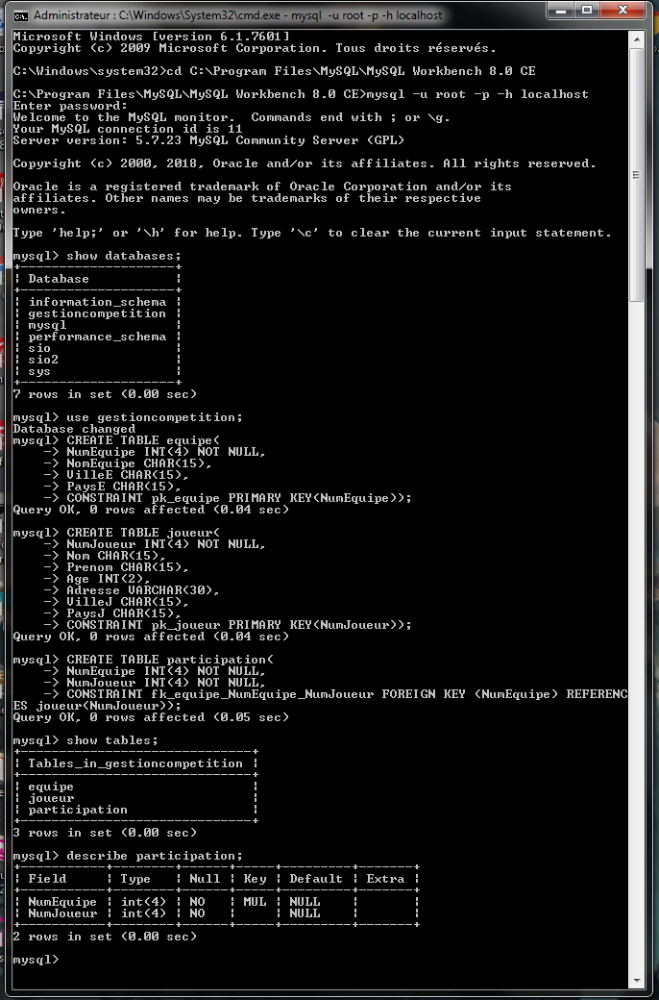 Administrateur : C:\Windows\System32\cmd.exe - mysql -u root -p -h localhost
Microsoft Windows [version 6.1.7601]
Copyright (c) 2009 Microsoft Corporation. Tous droits réservés.
C:\Windows\system32>cd C:\Program Files\MySQL\MySQL Workbench 8.0 CE
C:\Program Files\MySQL\MySQL Workbench 8.0 CE>mysql -u root -p -h localhost
Enter password:
Welcome to the MySQL monitor.  Commands end with ; or \g.
Your MySQL connection id is 11
Server version: 5.7.23 MySQL Community Server (GPL)
Copyright (c) 2000, 2018, Oracle and/or its affiliates. All rights reserved.
Oracle is a registered trademark of Oracle Corporation and/or its
affiliates. Other names may be trademarks of their respective
owners.
Type 'help;' or '\h' for help. Type '\c' to clear the current input statement.
mysql> show databases;
+--------------------+
| Database           |
+--------------------+
| information_schema |
| gestioncompetition |
| mysql              |
| performance_schema |
| sio                |
| sio2               |
| sys                |
+--------------------+
7 rows in set (0.00 sec)
mysql> use gestioncompetition;
Database changed
mysql> CREATE TABLE equipe(
    -> NumEquipe INT(4) NOT NULL,
    -> NomEquipe CHAR(15),
    -> VilleE CHAR(15),
    -> PaysE CHAR(15),
    -> CONSTRAINT pk_equipe PRIMARY KEY(NumEquipe));
Query OK, 0 rows affected (0.04 sec)
mysql> CREATE TABLE joueur(
    -> NumJoueur INT(4) NOT NULL,
    -> Nom CHAR(15),
    -> Prenom CHAR(15),
    -> Age INT(2),
    -> Adresse VARCHAR(30),
    -> VilleJ CHAR(15),
    -> PaysJ CHAR(15),
    -> CONSTRAINT pk_joueur PRIMARY KEY(NumJoueur));
Query OK, 0 rows affected (0.04 sec)
mysql> CREATE TABLE participation(
    -> NumEquipe INT(4) NOT NULL,
    -> NumJoueur INT(4) NOT NULL,
    -> CONSTRAINT fk_equipe_NumEquipe_NumJoueur FOREIGN KEY (NumEquipe) REFERENC
ES joueur(NumJoueur));
Query OK, 0 rows affected (0.05 sec)
mysql> show tables;
+------------------------------+
| Tables_in_gestioncompetition |
+------------------------------+
| equipe                       |
| joueur                       |
| participation                |
+------------------------------+
3 rows in set (0.00 sec)
mysql> describe participation;
+-----------+--------+------+-----+---------+-------+
| Field     | Type   | Null | Key | Default | Extra |
+-----------+--------+------+-----+---------+-------+
| NumEquipe | int(4) | NO   | MUL | NULL    |       |
| NumJoueur | int(4) | NO   |     | NULL    |       |
+-----------+--------+------+-----+---------+-------+
2 rows in set (0.00 sec)
mysql>